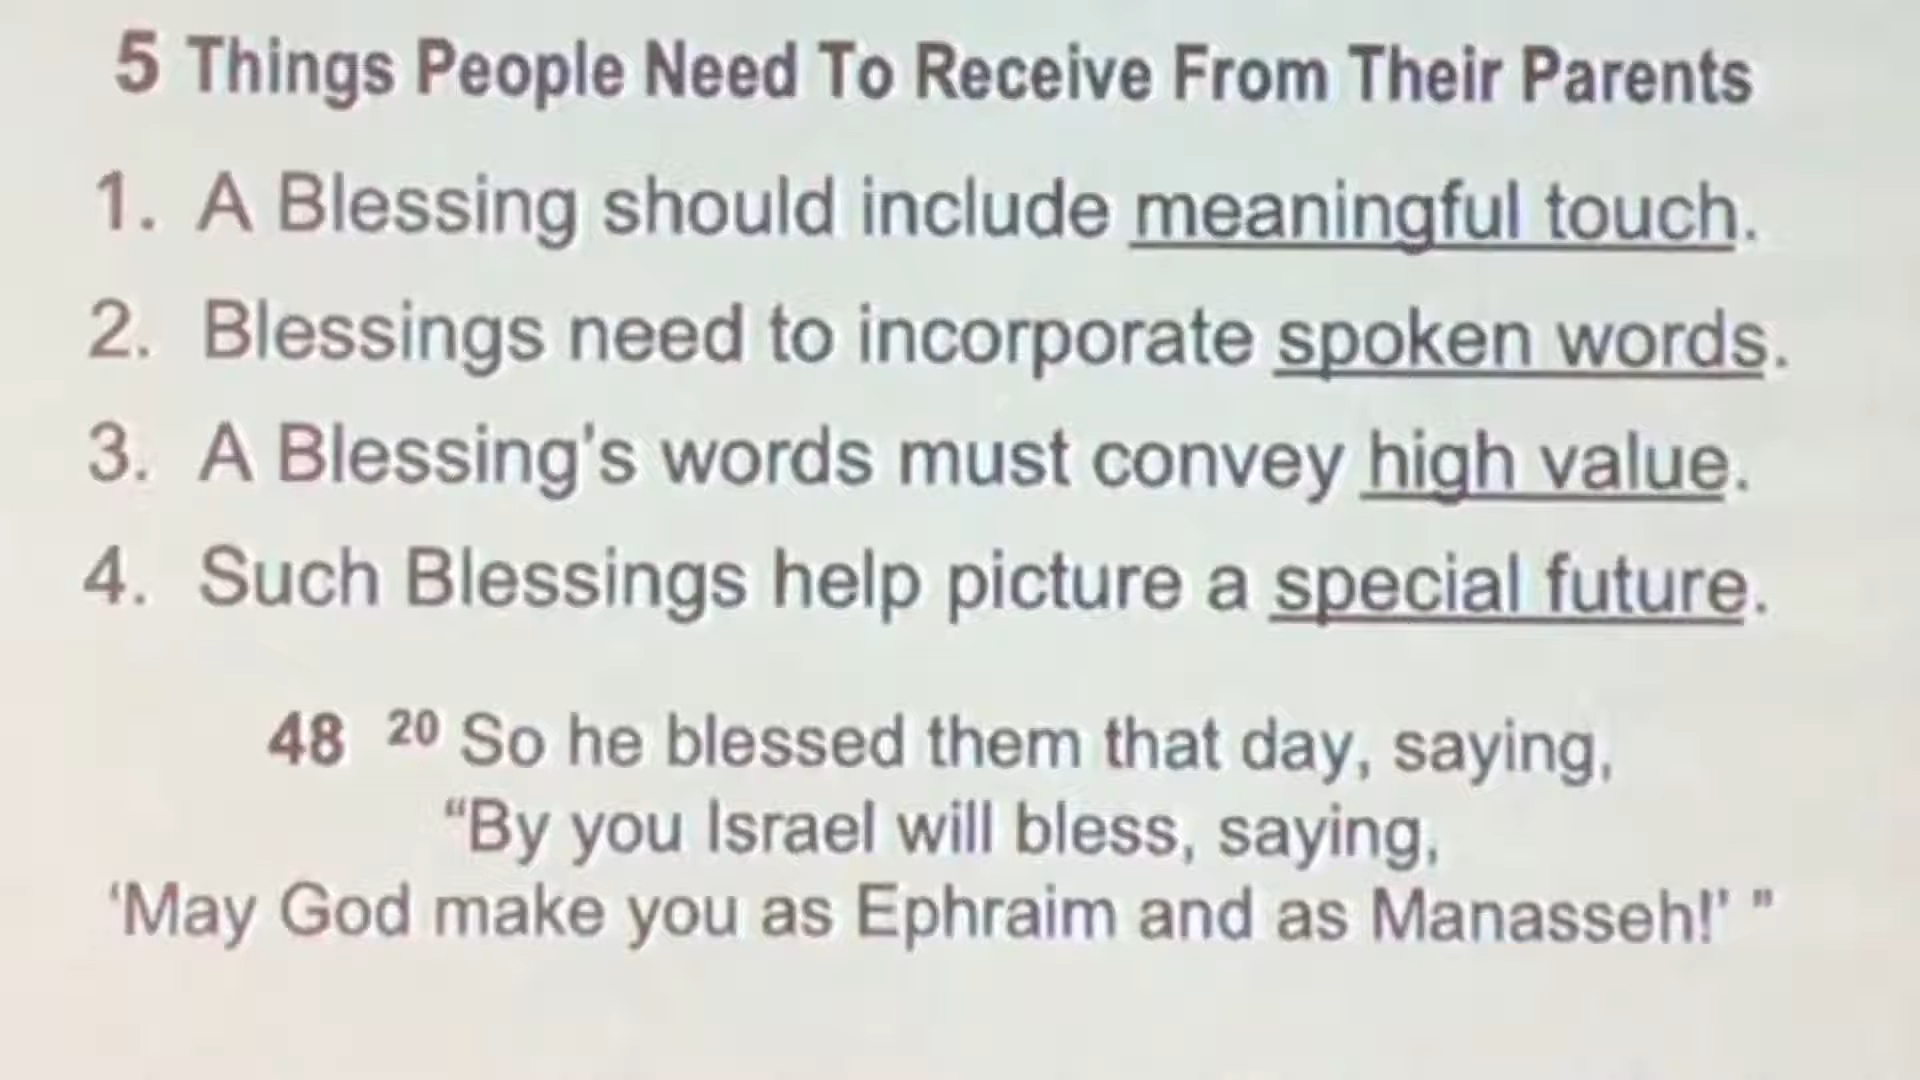 5 Things People Need To Receive From Their Parents
1. A Blessing should include meaningful touch.
2. Blessings need to incorporate spoken words.
3. A Blessing's words must convey high value.
4. Such Blessings help picture a special future.
48 20 So he blessed them that day, saying,
“By you Israel will bless, saying,
‘May God make you as Ephraim and as Manasseh!’ ”